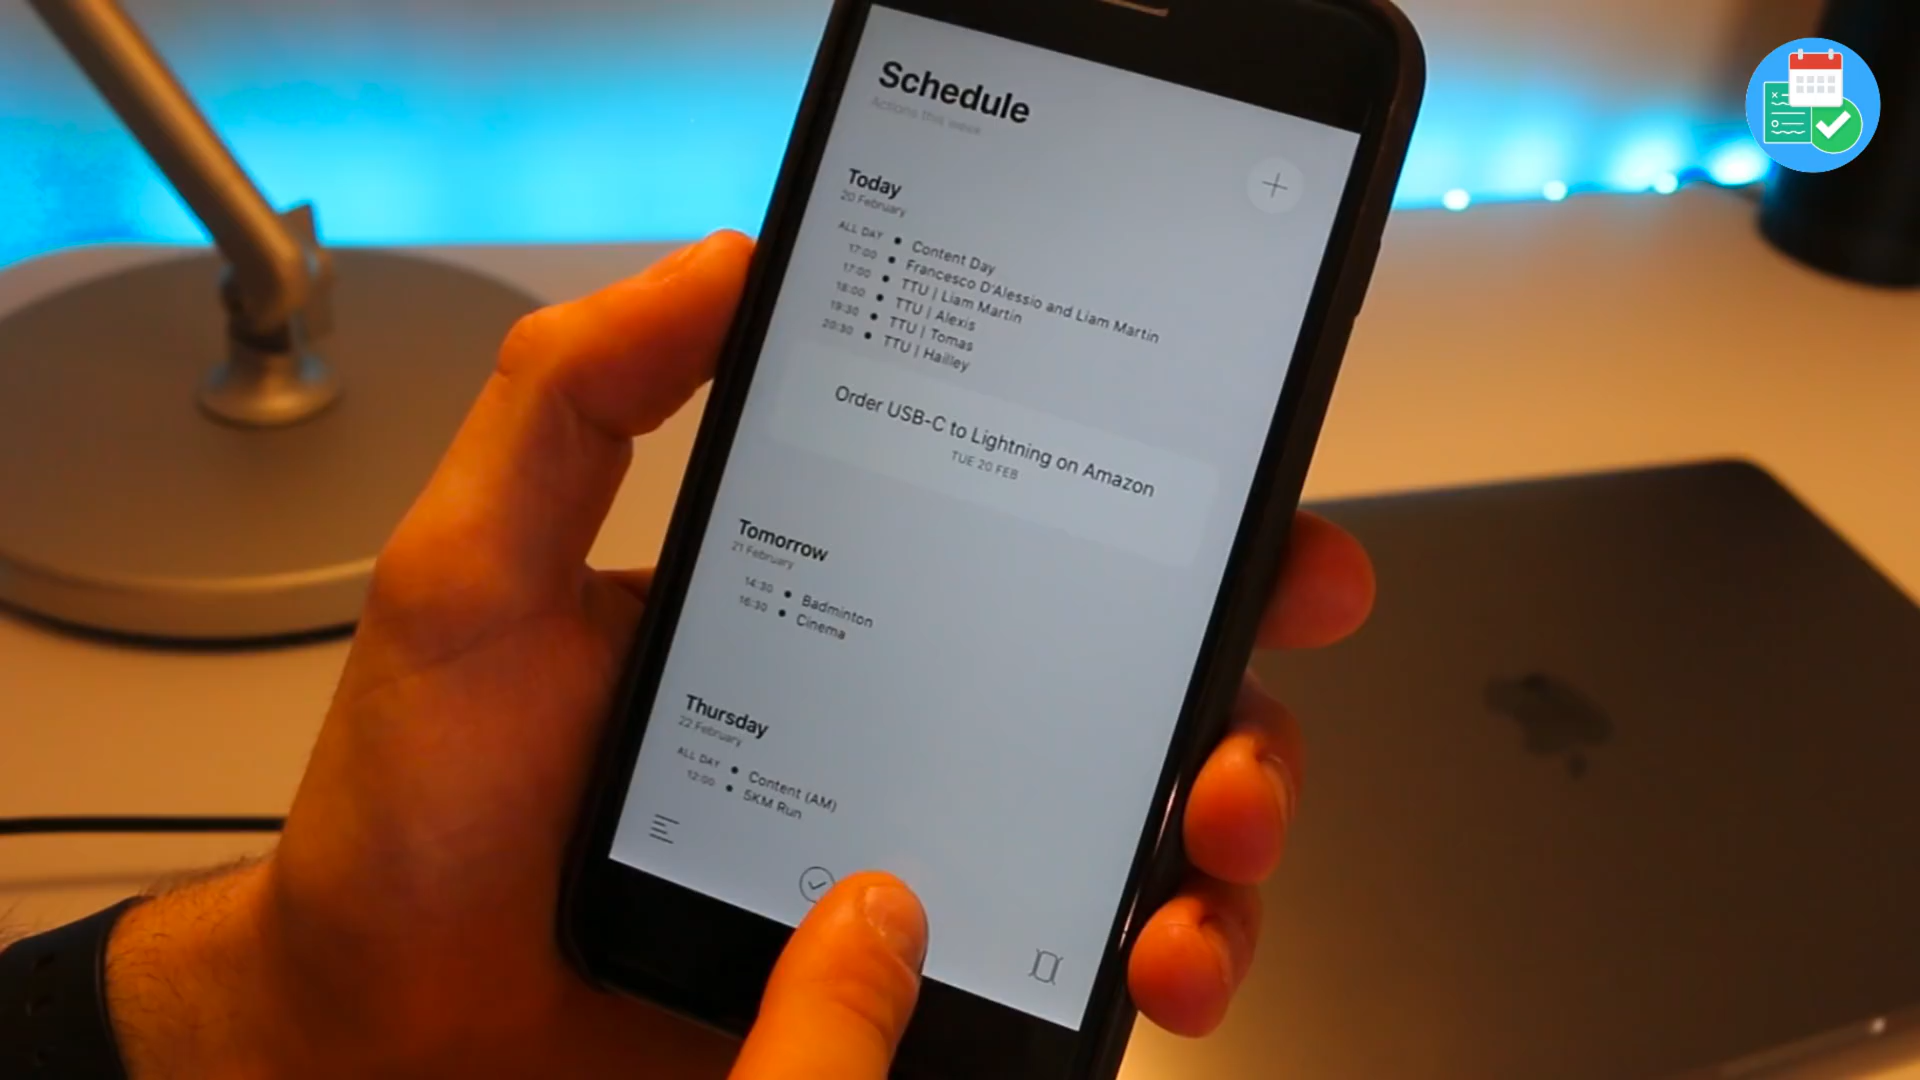 Schedule
Actions this week
Today
20 February
ALL DAY • Content Day
17:00 • Francesco D'Alessio and Liam Martin
17:00 • TTU | Liam Martin
18:00 • TTU | Alexis
19:30 • TTU | Tomas
20:30 • TTU | Hailley
Order USB-C to Lightning on Amazon
TUE 20 FEB
Tomorrow
21 February
14:30 • Badminton
16:30 • Cinema
Thursday
22 February
ALL DAY • Content (AM)
12:00 • 5KM Run